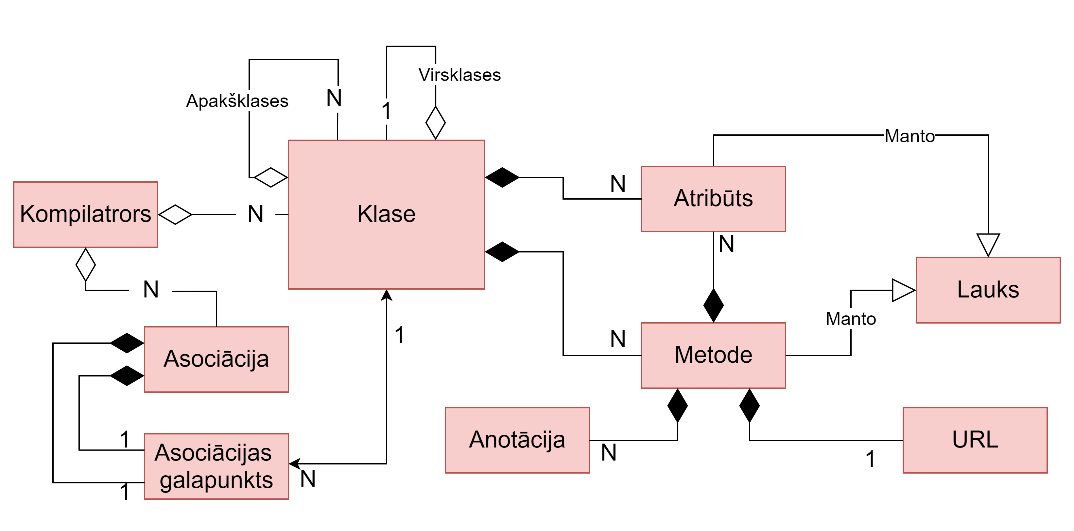 Virsklases
Apakšklases
N
1
Manto
Kompilatrors
N
Klase
N
Atribūts
N
Lauks
N
Manto
1
N
Asociācija
Metode
1
Asociācijas
galapunkts
1
N
Anotācija
N
1
URL